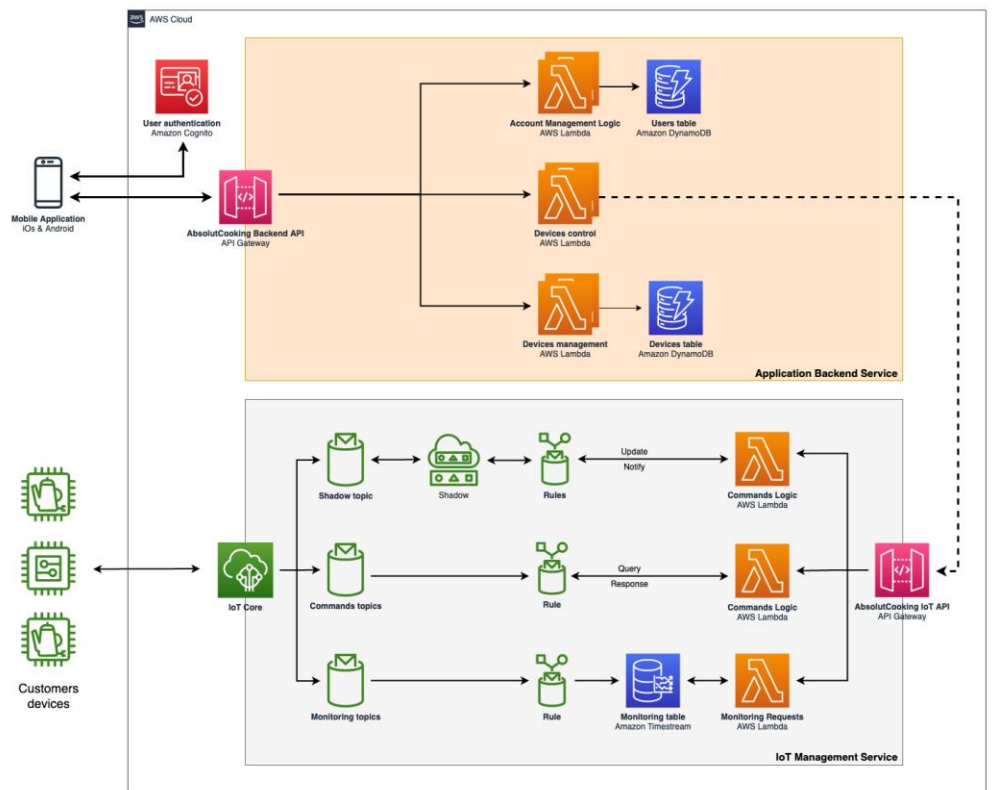 aws
AWS Cloud
User authentication
Amazon Cognito
Mobile Application
iOs & Android
AbsolutCooking Backend API
API Gateway
Account Management Logic
AWS Lambda
Users table
Amazon DynamoDB
Devices control
AWS Lambda
Devices management
AWS Lambda
Devices table
Amazon DynamoDB
Application Backend Service
Customers
devices
IoT Core
Shadow topic
Shadow
Rules
Update
Notify
Commands Logic
AWS Lambda
Commands topics
Rule
Query
Response
Commands Logic
AWS Lambda
AbsolutCooking IoT API
API Gateway
Monitoring topics
Rule
Monitoring table
Amazon Timestream
Monitoring Requests
AWS Lambda
IoT Management Service